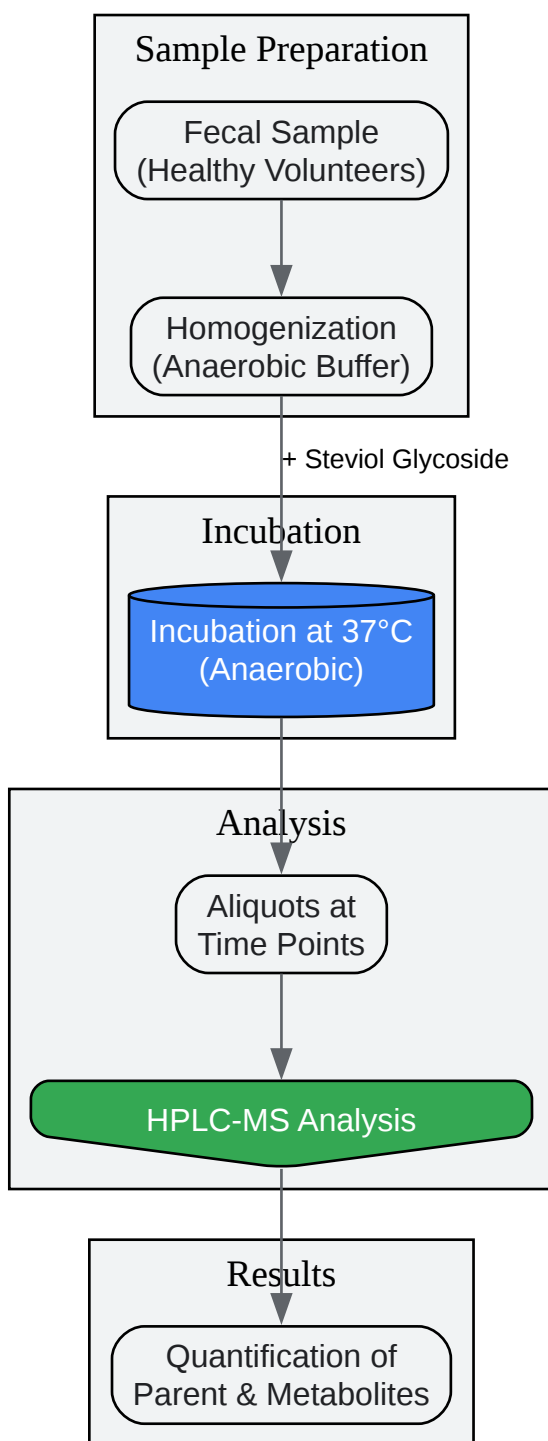 Sample Preparation
Fecal Sample
(Healthy Volunteers)
Homogenization
(Anaerobic Buffer)
+ Steviol Glycoside
Incubation
Incubation at 37°C
(Anaerobic)
Analysis
Aliquots at
Time Points
HPLC-MS Analysis
Results
Quantification of
Parent & Metabolites